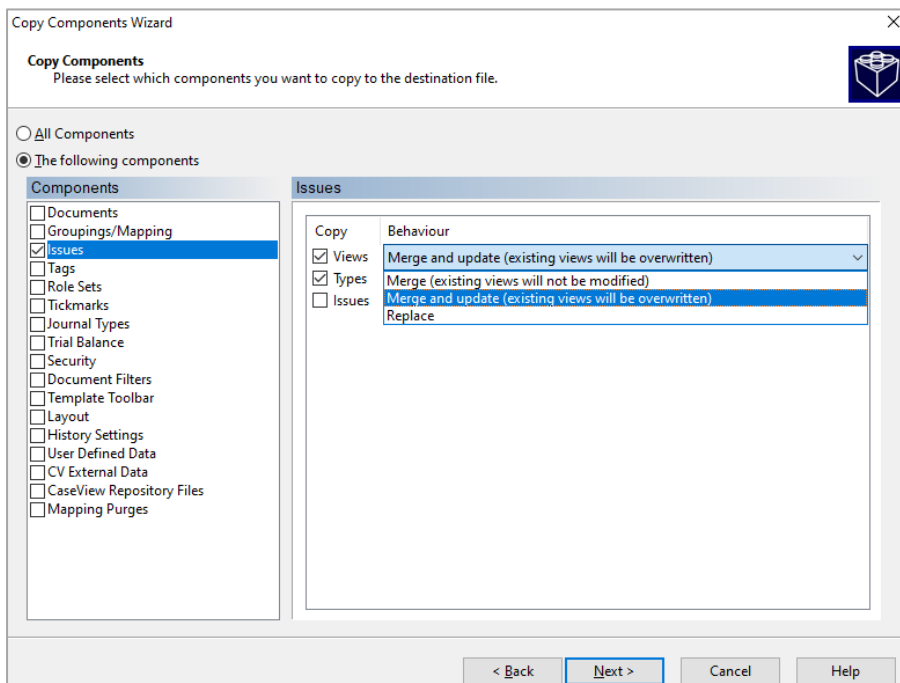 Copy Components Wizard
Copy Components
Please select which components you want to copy to the destination file.
All Components
The following components
Components
Documents
Groupings/Mapping
Issues
Tags
Role Sets
Tickmarks
Journal Types
Trial Balance
Security
Document Filters
Template Toolbar
Layout
History Settings
User Defined Data
CV External Data
CaseView Repository Files
Mapping Purges
Issues
Copy Behaviour
Views Merge and update (existing views will be overwritten)
Types Merge (existing views will not be modified)
Issues Merge and update (existing views will be overwritten)
Replace
< Back Next > Cancel Help